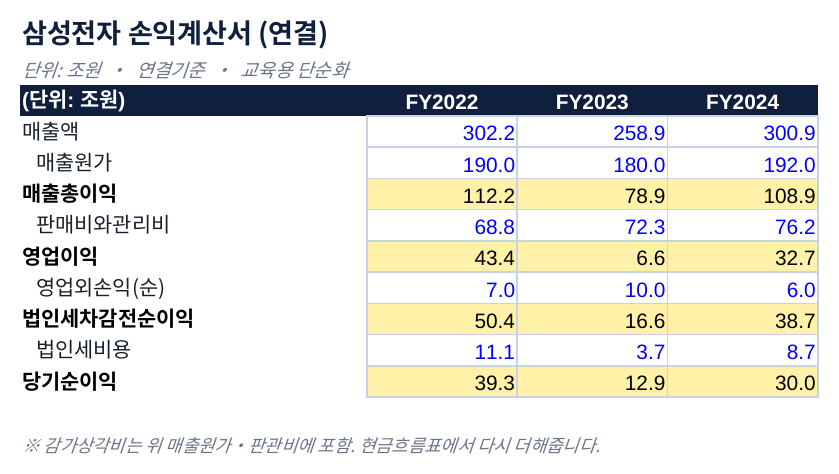 삼성전자 손익계산서 (연결)
단위: 조원 • 연결기준 • 교육용 단순화
(단위: 조원) FY2022 FY2023 FY2024
매출액 302.2 258.9 300.9
매출원가 190.0 180.0 192.0
매출총이익 112.2 78.9 108.9
판매비와관리비 68.8 72.3 76.2
영업이익 43.4 6.6 32.7
영업외손익(순) 7.0 10.0 6.0
법인세차감전순이익 50.4 16.6 38.7
법인세비용 11.1 3.7 8.7
당기순이익 39.3 12.9 30.0
※ 감가상각비는 위 매출원가·판관비에 포함. 현금흐름표에서 다시 더해줍니다.